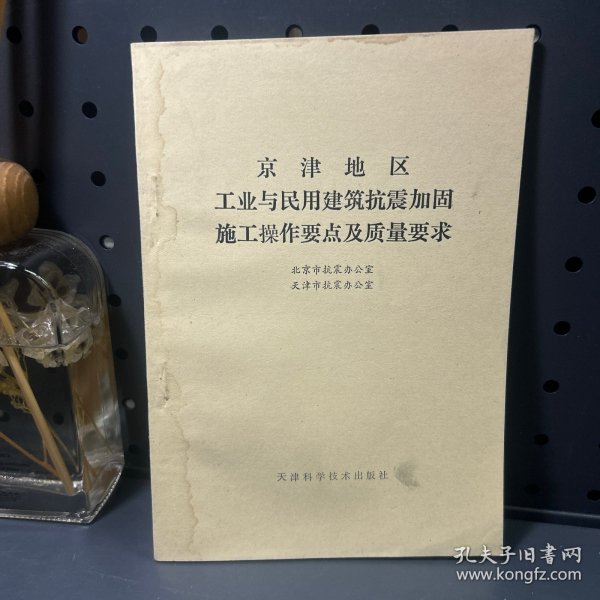 京津地区
工业与民用建筑抗震加固
施工操作要点及质量要求
北京市抗震办公室
天津市抗震办公室
天津科学技术出版社
孔夫子旧书网
www.kongfz.com